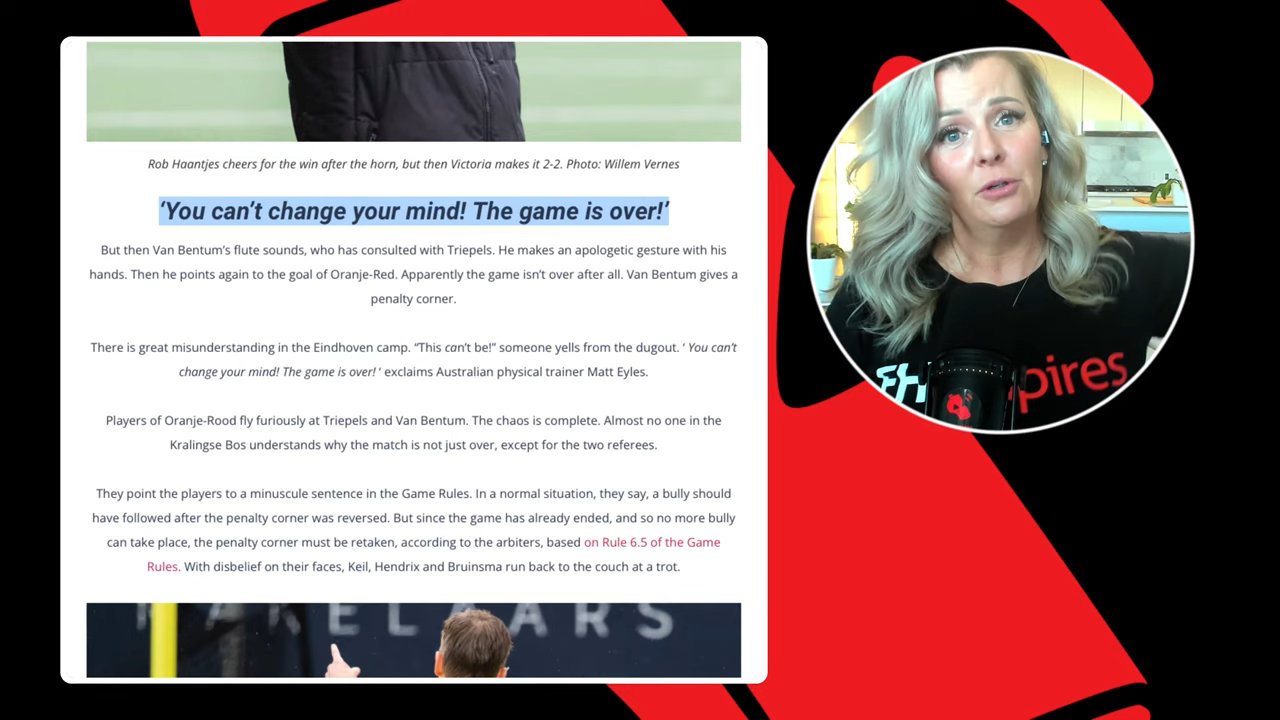 Rob Haantjes cheers for the win after the horn, but then Victoria makes it 2-2. Photo: Willem Vernes
‘You can’t change your mind! The game is over!’
But then Van Bentum’s flute sounds, who has consulted with Triepels. He makes an apologetic gesture with his
hands. Then he points again to the goal of Oranje-Red. Apparently the game isn’t over after all. Van Bentum gives a
penalty corner.
There is great misunderstanding in the Eindhoven camp. “This can’t be!” someone yells from the dugout. ‘ You can’t
change your mind! The game is over! ‘ exclaims Australian physical trainer Matt Eyles.
Players of Oranje-Rood fly furiously at Triepels and Van Bentum. The chaos is complete. Almost no one in the
Kralingse Bos understands why the match is not just over, except for the two referees.
They point the players to a minuscule sentence in the Game Rules. In a normal situation, they say, a bully should
have followed after the penalty corner was reversed. But since the game has already ended, and so no more bully
can take place, the penalty corner must be retaken, according to the arbiters, based on Rule 6.5 of the Game
Rules. With disbelief on their faces, Keil, Hendrix and Bruinsma run back to the couch at a trot.
MAKELAARS
FH pires